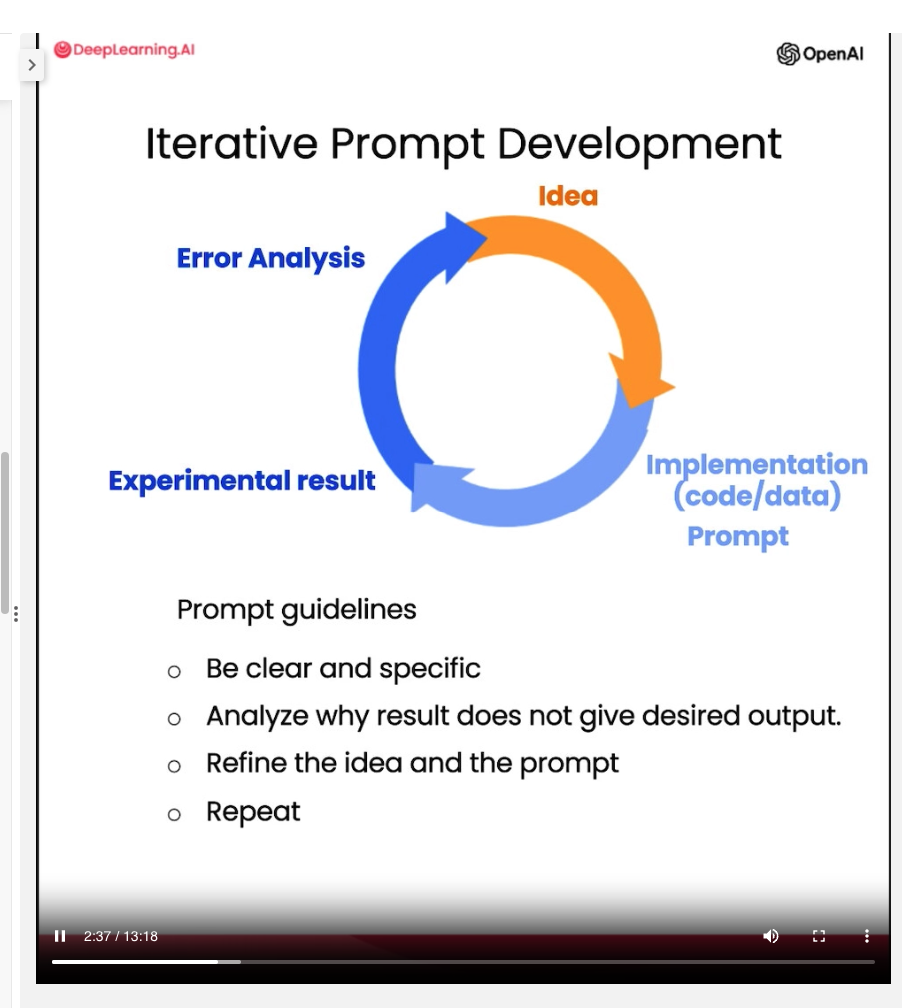 DeepLearning.AI
OpenAI
Iterative Prompt Development
Idea
Error Analysis
Implementation
(code/data)
Experimental result
Prompt
Prompt guidelines
o Be clear and specific
o Analyze why result does not give desired output.
o Refine the idea and the prompt
o Repeat
2:37 / 13:18